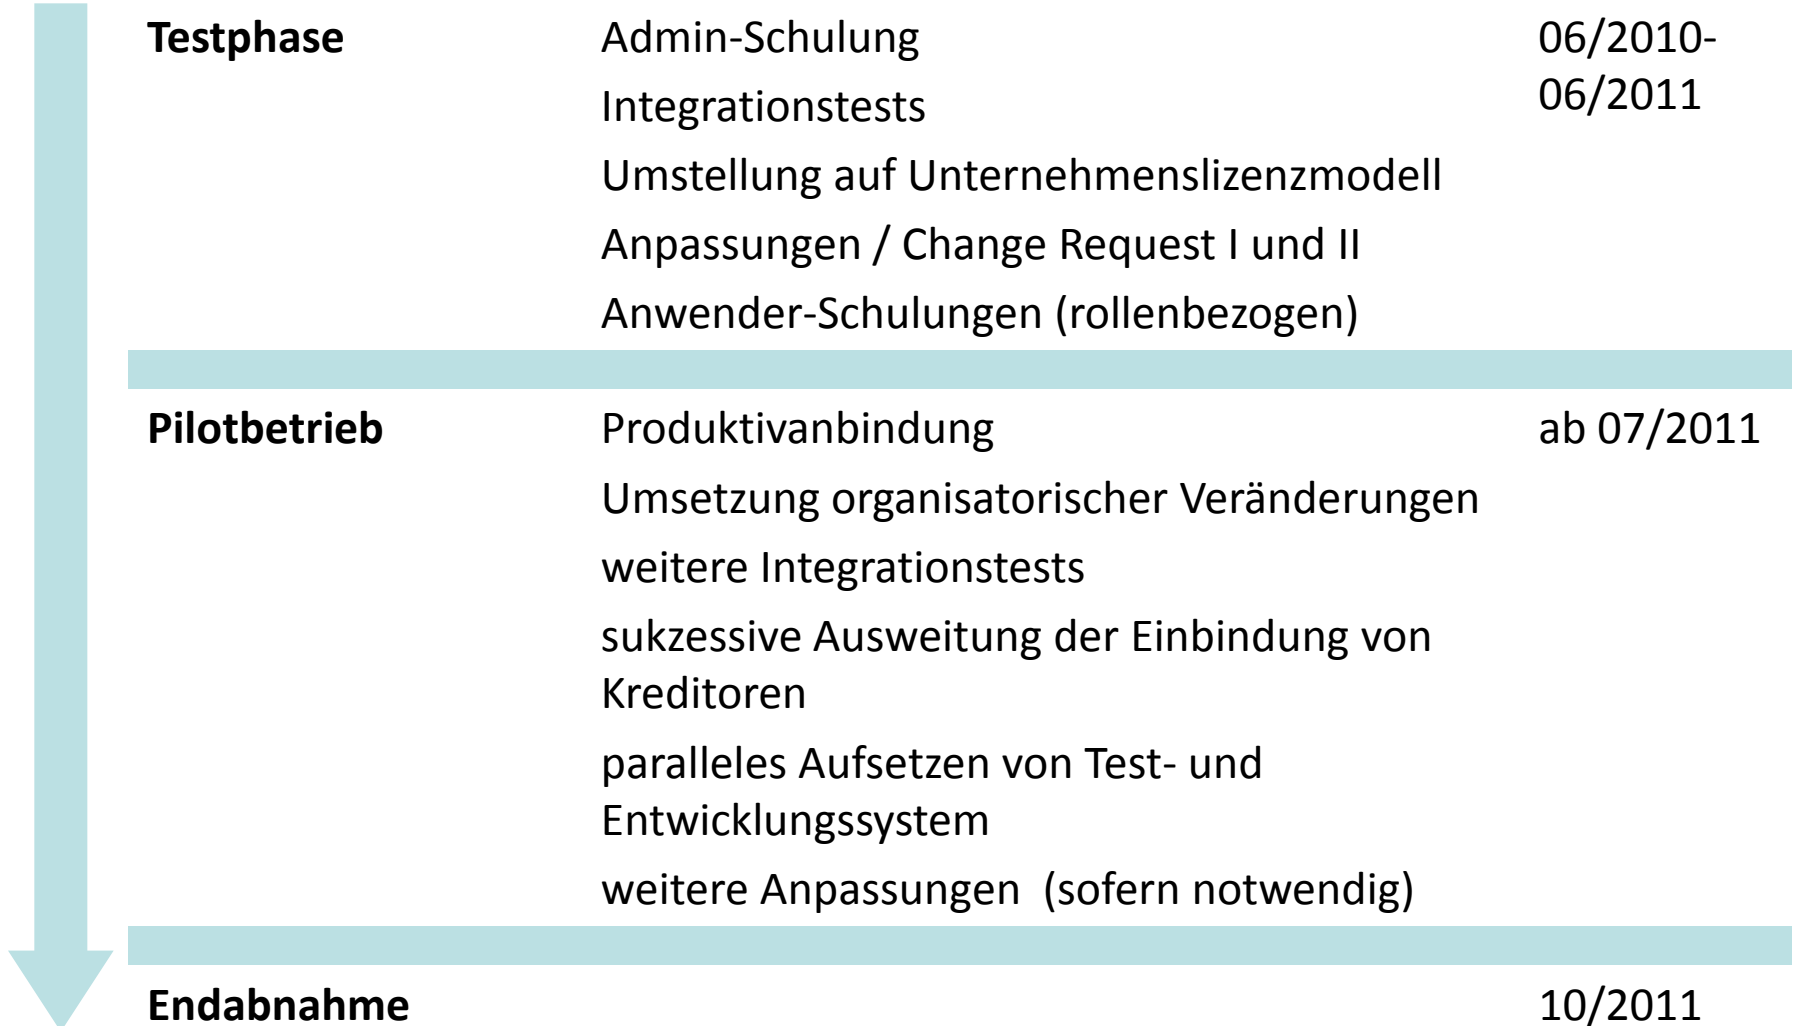 Testphase Admin-Schulung 06/2010-
06/2011
Integrationstests
Umstellung auf Unternehmenslizenzmodell
Anpassungen / Change Request I und II
Anwender-Schulungen (rollenbezogen)
Pilotbetrieb Produktivanbindung ab 07/2011
Umsetzung organisatorischer Veränderungen
weitere Integrationstests
sukzessive Ausweitung der Einbindung von
Kreditoren
paralleles Aufsetzen von Test- und
Entwicklungssystem
weitere Anpassungen (sofern notwendig)
Endabnahme 10/2011